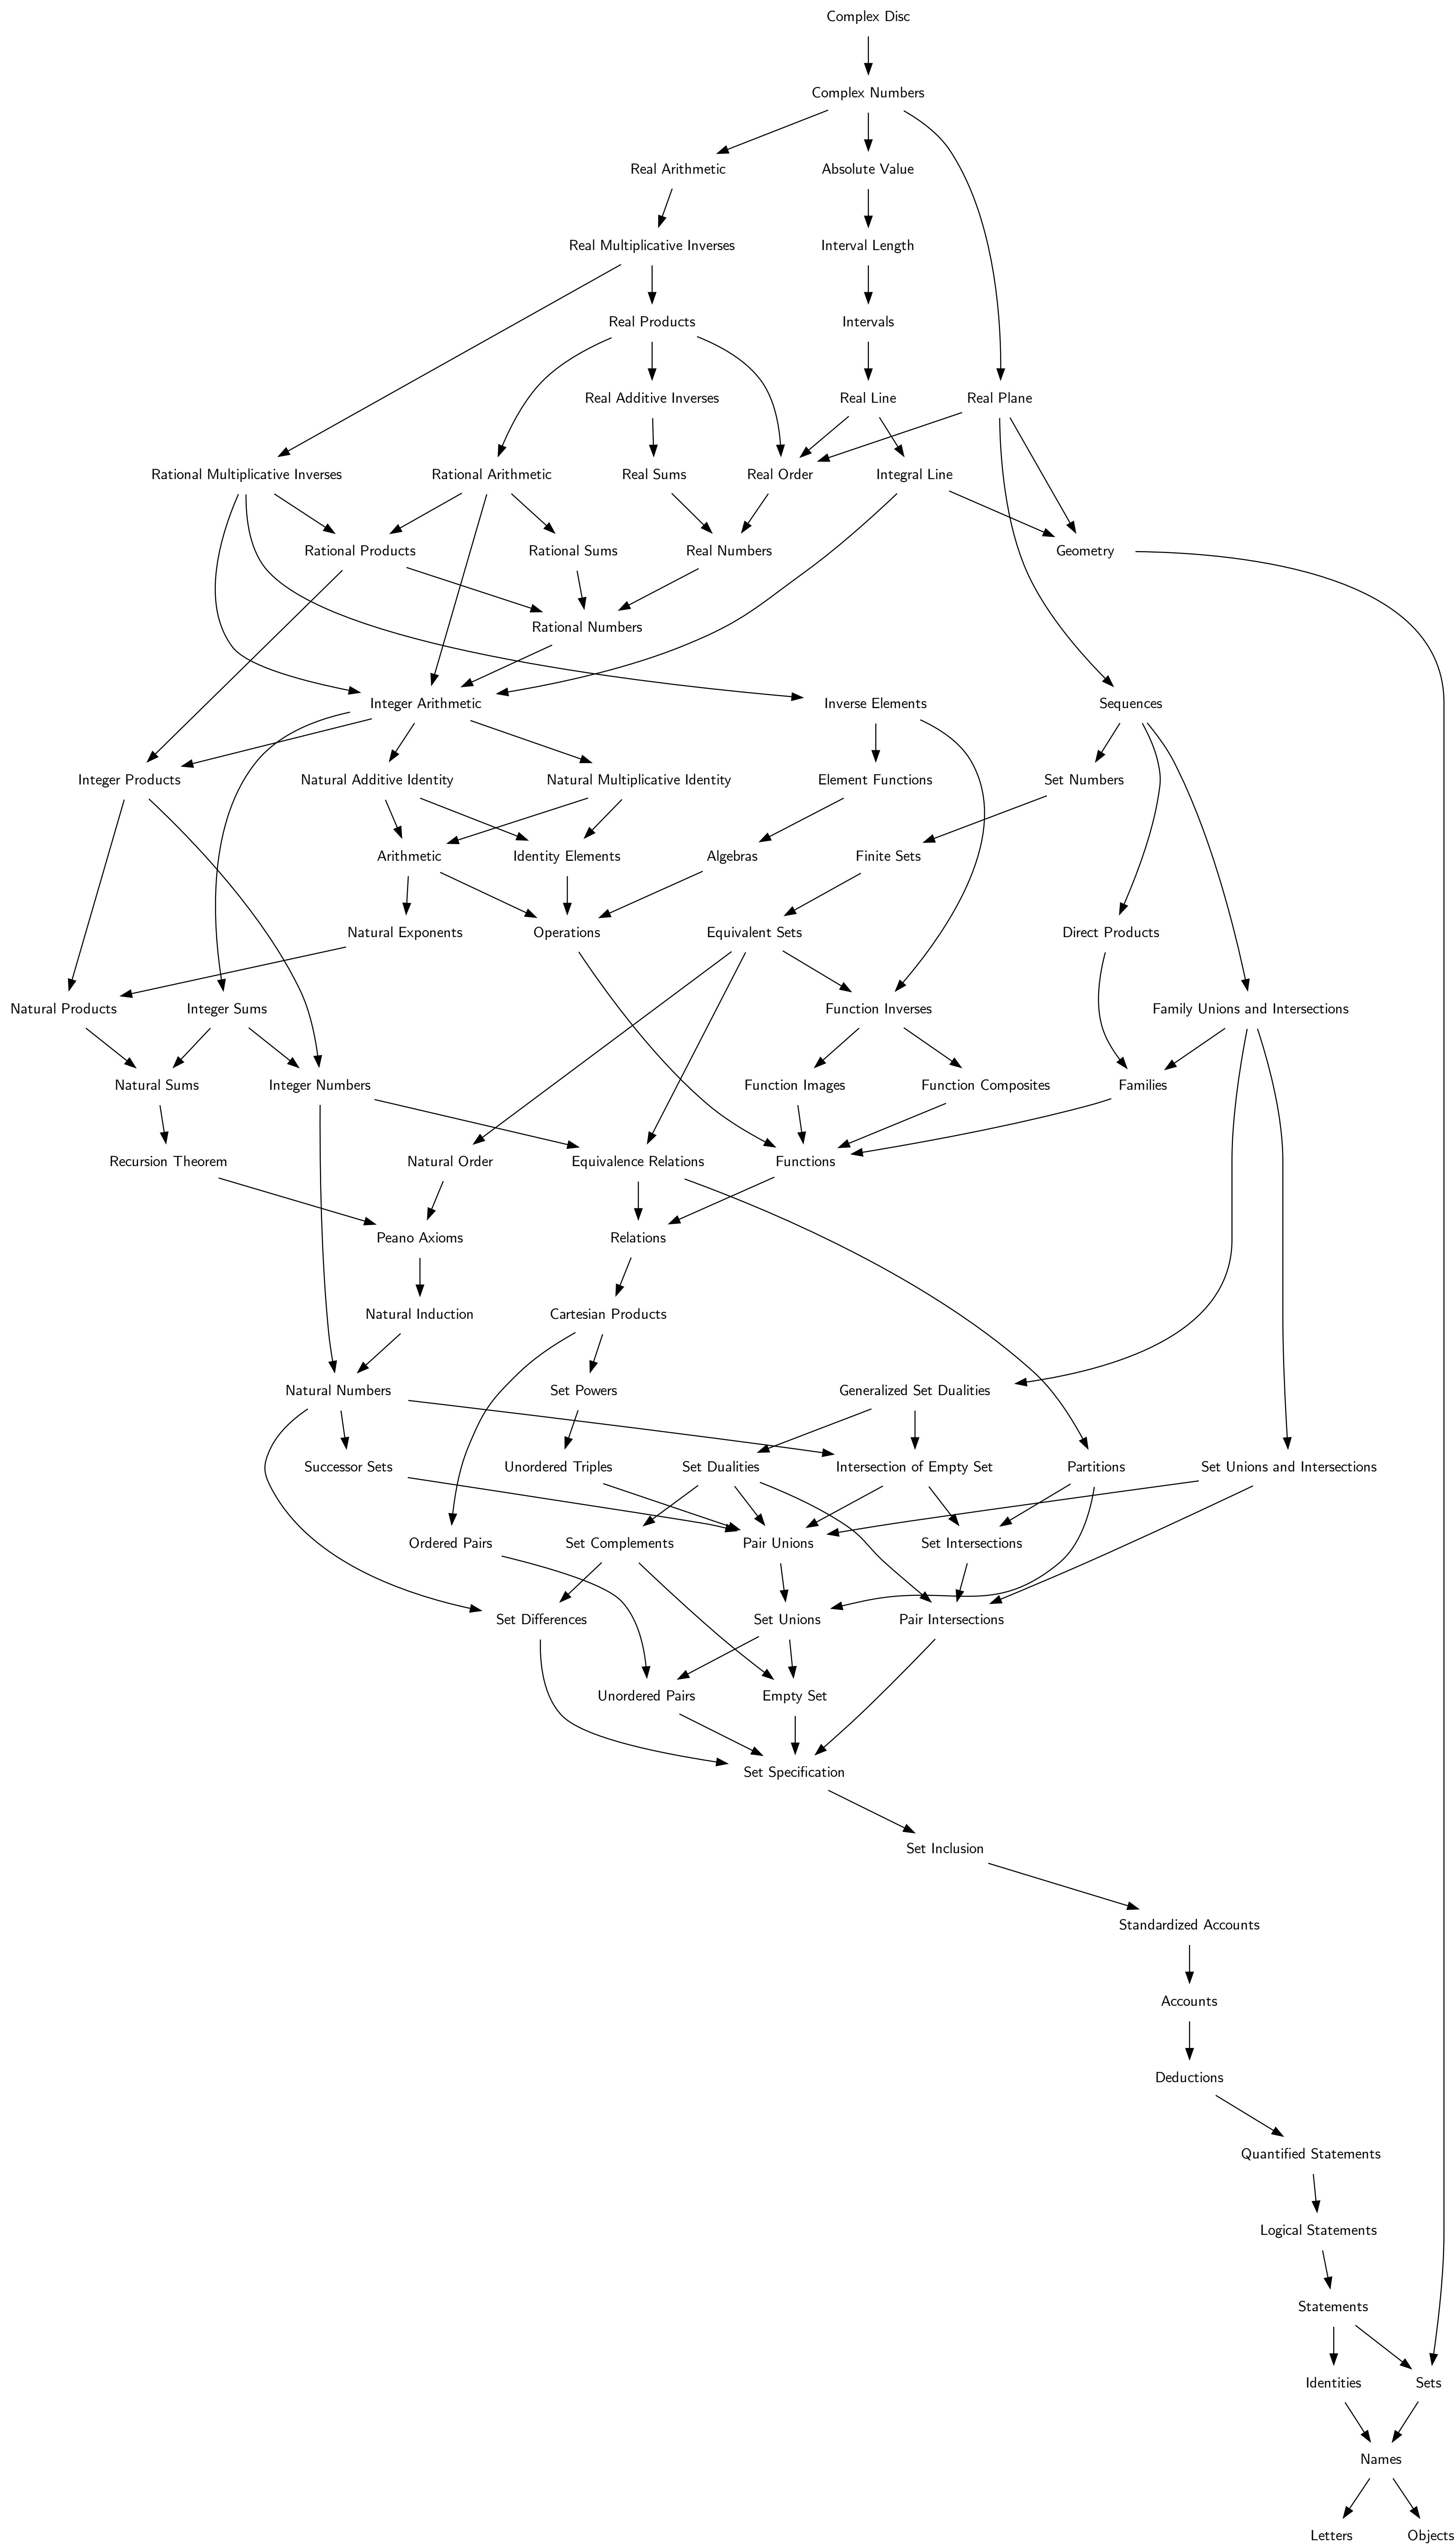 Complex Disc
Complex Numbers
Real Arithmetic
Absolute Value
Real Multiplicative Inverses
Interval Length
Real Products
Intervals
Real Additive Inverses
Real Line
Real Plane
Rational Multiplicative Inverses
Rational Arithmetic
Real Sums
Real Order
Integral Line
Rational Products
Rational Sums
Real Numbers
Geometry
Rational Numbers
Integer Arithmetic
Inverse Elements
Sequences
Integer Products
Natural Additive Identity
Natural Multiplicative Identity
Element Functions
Set Numbers
Arithmetic
Identity Elements
Algebras
Finite Sets
Natural Exponents
Operations
Equivalent Sets
Direct Products
Natural Products
Integer Sums
Function Inverses
Family Unions and Intersections
Natural Sums
Integer Numbers
Function Images
Function Composites
Families
Recursion Theorem
Natural Order
Equivalence Relations
Functions
Peano Axioms
Relations
Natural Induction
Cartesian Products
Natural Numbers
Set Powers
Generalized Set Dualities
Successor Sets
Unordered Triples
Set Dualities
Intersection of Empty Set
Partitions
Set Unions and Intersections
Ordered Pairs
Set Complements
Pair Unions
Set Intersections
Set Differences
Set Unions
Pair Intersections
Unordered Pairs
Empty Set
Set Specification
Set Inclusion
Standardized Accounts
Accounts
Deductions
Quantified Statements
Logical Statements
Statements
Identities
Sets
Names
Letters
Objects